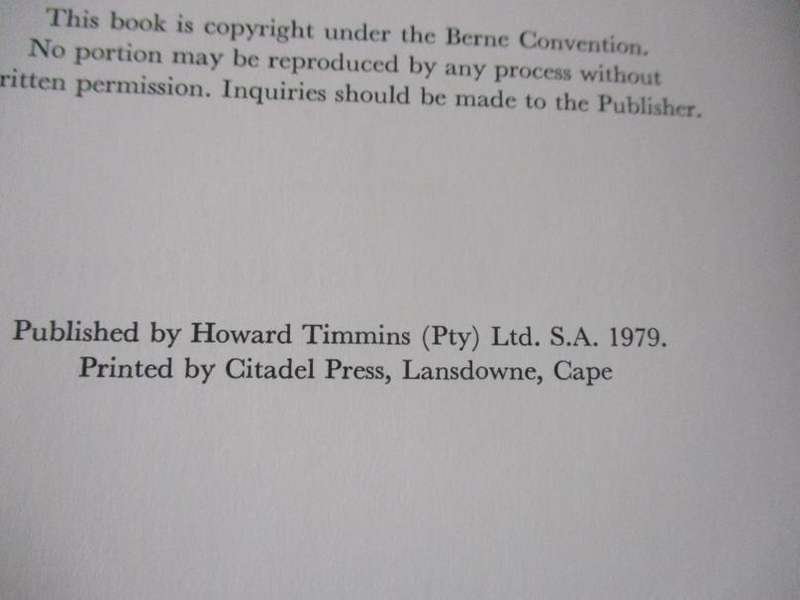 This book is copyright under the Berne Convention.
No portion may be reproduced by any process without
ritten permission. Inquiries should be made to the Publisher.
Published by Howard Timmins (Pty) Ltd. S.A. 1979.
Printed by Citadel Press, Lansdowne, Cape